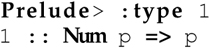 Prelude> :type 1
1 :: Num p => p